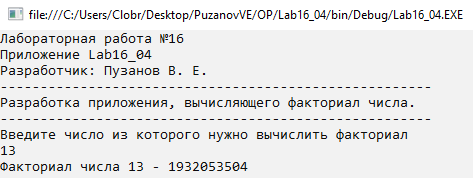 file:///C:/Users/Clobr/Desktop/PuzanovVE/OP/Lab16_04/bin/Debug/Lab16_04.EXE
Лабораторная работа №16
Приложение Lab16_04
Разработчик: Пузанов В. Е.
------------------------------------------------------
Разработка приложения, вычисляющего факториал числа.
------------------------------------------------------
Введите число из которого нужно вычислить факториал
13
Факториал числа 13 - 1932053504